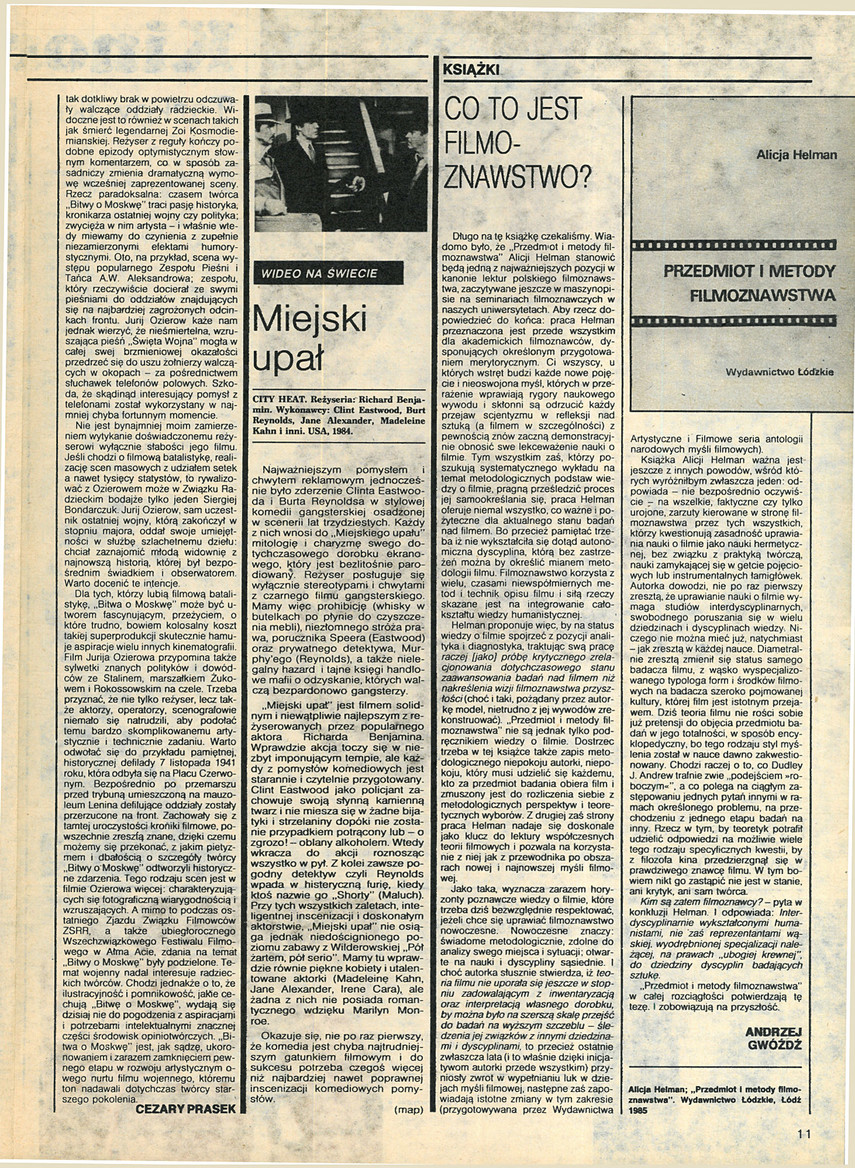 tak dotkliwy brak w powietrzu odczuwa-
ły walczące oddziały radzieckie. Wi-
doczne jest to również w scenach takich
jak śmierć legendarnej Zoi Kosmodie-
mianskiej. Reżyser z reguły kończy po-
dobne epizody optymistycznym słow-
nym komentarzem, co w sposób za-
sadniczy zmienia dramatyczną wymo-
wę wcześniej zaprezentowanej sceny.
Rzecz paradoksalna: czasem twórca
„Bitwy o Moskwę" traci pasję historyka,
kronikarza ostatniej wojny czy polityka;
zwycięża w nim artysta – i właśnie wte-
dy miewamy do czynienia z zupełnie
niezamierzonymi efektami humory-
stycznymi. Oto, na przykład, scena wy-
stępu popularnego Zespołu Pieśni i
Tańca A.W. Aleksandrowa; zespołu,
który rzeczywiście docierał ze swymi
pieśniami do oddziałów znajdujących
się na najbardziej zagrożonych odcin-
kach frontu. Jurij Ozierow każe nam
jednak wierzyć, że nieśmiertelna, wzru-
szająca pieśń „Święta Wojna" mogła w
całej swej brzmieniowej okazałości
przedrzeć się do uszu żołnierzy walczą-
cych w okopach – za pośrednictwem
słuchawek telefonów polowych. Szko-
da, że skądinąd interesujący pomysł z
telefonami został wykorzystany w naj-
mniej chyba fortunnym momencie.
Nie jest bynajmniej moim zamierze-
niem wytykanie doświadczonemu reży-
serowi wyłącznie słabości jego filmu.
Jeśli chodzi o filmową batalistykę, reali-
zację scen masowych z udziałem setek
a nawet tysięcy statystów, to rywalizo-
wać z Ozierowem może w Związku Ra-
dzieckim bodajże tylko jeden Siergiej
Bondarczuk. Jurij Ozierow, sam uczest-
nik ostatniej wojny, którą zakończył w
stopniu majora, oddał swoje umiejęt-
ności w służbę szlachetnemu dziełu:
chciał zaznajomić młodą widownię z
najnowszą historią, której był bezpo-
średnim świadkiem i obserwatorem.
Warto docenić te intencje.
Dla tych, którzy lubią filmową batali-
stykę, „Bitwa o Moskwę" może być u-
tworem fascynującym, przeżyciem, o
które trudno, bowiem kolosalny koszt
takiej superprodukcji skutecznie hamu-
je aspiracje wielu innych kinematografii.
Film Jurija Ozierowa przypomina także
sylwetki znanych polityków i dowód-
ców ze Stalinem, marszałkiem Żuko-
wem i Rokossowskim na czele. Trzeba
przyznać, że nie tylko reżyser, lecz tak-
że aktorzy, operatorzy, scenografowie
niemało się natrudzili, aby podołać
temu bardzo skomplikowanemu arty-
stycznie i technicznie zadaniu. Warto
odwołać się do przykładu pamiętnej,
historycznej defilady 7 listopada 1941
roku, która odbyła się na Placu Czerwo-
nym. Bezpośrednio po przemarszu
przed trybuną umieszczoną na mauzo-
leum Lenina defilujące oddziały zostały
przerzucone na front. Zachowały się z
tamtej uroczystości kroniki filmowe, po-
wszechnie zresztą znane, dzięki czemu
możemy się przekonać, z jakim pietyz-
mem i dbałością o szczegóły twórcy
„Bitwy o Moskwę" odtworzyli historycz-
ne zdarzenia. Tego rodzaju scen jest w
filmie Ozierowa więcej: charakteryzują-
cych się fotograficzną wiarygodnością i
wzruszających. A mimo to podczas os-
tatniego Zjazdu Związku Filmowców
ZSRR, a także ubiegłorocznego
Wszechzwiązkowego Festiwalu Filmo-
wego w Ałma Acie, zdania na temat
„Bitwy o Moskwę" były podzielone. Te-
mat wojenny nadal interesuje radziec-
kich twórców. Chodzi jednakże o to, że
ilustracyjność i pomnikowość, jakie ce-
chują „Bitwę o Moskwę", wydają się
dzisiaj nie do pogodzenia z aspiracjami
i potrzebami intelektualnymi znacznej
części środowisk opiniotwórczych. „Bi-
twa o Moskwę" jest, jak sądzę, ukoro-
nowaniem i zarazem zamknięciem pew-
nego etapu w rozwoju artystycznym o-
wego nurtu filmu wojennego, któremu
ton nadawali dotychczas twórcy star-
szego pokolenia.
CEZARY PRASEK
WIDEO NA ŚWIECIE
Miejski
upał
CITY HEAT. Reżyseria: Richard Benja-
min. Wykonawcy: Clint Eastwood, Burt
Reynolds, Jane Alexander, Madeleine
Kahn i inni. USA, 1984.
Najważniejszym pomysłem i
chwytem reklamowym jednocześ-
nie było zderzenie Clinta Eastwoo-
da i Burta Reynoldsa w stylowej
komedii gangsterskiej osadzonej
w scenerii lat trzydziestych. Każdy
z nich wnosi do „Miejskiego upału"
mitologię i charyzmę swego do-
tychczasowego dorobku ekrano-
wego, który jest bezlitośnie paro-
diowany. Reżyser posługuje się
wyłącznie stereotypami i chwytami
z czarnego filmu gangsterskiego.
Mamy więc prohibicję (whisky w
butelkach po płynie do czyszcze-
nia mebli), niezłomnego stróża pra-
wa, porucznika Speera (Eastwood)
oraz prywatnego detektywa, Mur-
phy'ego (Reynolds), a także niele-
galny hazard i tajne księgi handlo-
we mafii o odzyskanie, których wal-
czą bezpardonowo gangsterzy.
„Miejski upał" jest filmem solid-
nym i niewątpliwie najlepszym z re-
żyserowanych przez popularnego
aktora Richarda Benjamina.
Wprawdzie akcja toczy się w nie-
zbyt imponującym tempie, ale każ-
dy z pomysłów komediowych jest
starannie i czytelnie przygotowany.
Clint Eastwood jako policjant za-
chowuje swoją słynną kamienną
twarz i nie miesza się w żadne bija-
tyki i strzelaniny dopóki nie zosta-
nie przypadkiem potrącony lub – o
zgrozo! – oblany alkoholem. Wtedy
wkracza do akcji roznosząc
wszystko w pył. Z kolei zawsze po-
godny detektyw czyli Reynolds
wpada w histeryczną furię, kiedy
ktoś nazwie go „Shorty" (Maluch).
Przy tych wszystkich zaletach, inte-
ligentnej inscenizacji i doskonałym
aktorstwie, „Miejski upał" nie osią-
ga jednak niedoścignionego po-
ziomu zabawy z Wilderowskiej „Pół
żartem, pół serio". Mamy tu wpraw-
dzie równie piękne kobiety i utalen-
towane aktorki (Madeleine Kahn,
Jane Alexander, Irene Cara), ale
żadna z nich nie posiada roman-
tycznego wdzięku Marilyn Mon-
roe.
Okazuje się, nie po raz pierwszy,
że komedia jest chyba najtrudniej-
szym gatunkiem filmowym i do
sukcesu potrzeba czegoś więcej
niż najbardziej nawet poprawnej
inscenizacji komediowych pomy-
słów.
(map)
KSIĄŻKI
CO TO JEST
FILMO-
ZNAWSTWO?
Długo na tę książkę czekaliśmy. Wia-
domo było, że „Przedmiot i metody fil-
moznawstwa" Alicji Helman stanowić
będą jedną z najważniejszych pozycji w
kanonie lektur polskiego filmoznaws-
twa, zaczytywane jeszcze w maszynopi-
sie na seminariach filmoznawczych w
naszych uniwersytetach. Aby rzecz do-
powiedzieć do końca: praca Helman
przeznaczona jest przede wszystkim
dla akademickich filmoznawców, dy-
sponujących określonym przygotowa-
niem merytorycznym. Ci wszyscy, u
których wstręt budzi każde nowe poję-
cie i nieoswojona myśl, których w prze-
rażenie wprawiają rygory naukowego
wywodu i skłonni są odrzucić każdy
przejaw scjentyzmu w refleksji nad
sztuką (a filmem w szczególności) z
pewnością znów zaczną demonstracyj-
nie obnosić swe lekceważenie nauki o
filmie. Tym wszystkim zaś, którzy po-
szukują systematycznego wykładu na
temat metodologicznych podstaw wie-
dzy o filmie, pragną prześledzić proces
jej samookreślania się, praca Helman
oferuje niemal wszystko, co ważne i po-
żyteczne dla aktualnego stanu badań
nad filmem. Bo przecież pamiętać trze-
ba iż nie wykształciła się dotąd autono-
miczna dyscyplina, którą bez zastrze-
żeń można by określić mianem metodo-
logii filmu. Filmoznawstwo korzysta z
wielu, czasami niewspółmiernych me-
tod i technik opisu filmu i siłą rzeczy
skazane jest na integrowanie cało-
kształtu wiedzy humanistycznej.
Helman proponuje więc, by na status
wiedzy o filmie spojrzeć z pozycji anali-
tyka i diagnostyka, traktując swą pracę
raczej [jako] próbę krytycznego rela-
cjonowania dotychczasowego stanu
zaawansowania badań nad filmem niż
nakreślenia wizji filmoznawstwa przysz-
łości (choć i taki, pożądany przez autor-
kę model, nietrudno z jej wywodów zre-
konstruować). „Przedmiot i metody fil-
moznawstwa" nie są jednak tylko pod-
ręcznikiem wiedzy o filmie. Dostrzec
trzeba w tej książce także zapis metodo-
logicznego niepokoju autorki, niepo-
koju, który musi udzielić się każdemu,
kto za przedmiot badania obiera film i
zmuszony jest do rozliczenia siebie z
metodologicznych perspektyw i teore-
tycznych wyborów. Z drugiej zaś strony
praca Helman nadaje się doskonale
jako klucz do lektury współczesnych
teorii filmowych i pozwala na korzysta-
nie z niej jak z przewodnika po obsza-
rach nowej i najnowszej myśli filmo-
wej.
Jako taka, wyznacza zarazem hory-
zonty poznawcze wiedzy o filmie, które
trzeba dziś bezwzględnie respektować,
jeżeli chce się uprawiać filmoznawstwo
nowoczesne. Nowoczesne znaczy:
świadome metodologicznie, zdolne do
analizy swego miejsca i sytuacji; otwar-
te na nauki i dyscypliny sąsiednie. I
choć autorka słusznie stwierdza, iż teo-
ria filmu nie uporała się jeszcze w stop-
niu zadowalającym z inwentaryzacją
oraz interpretacją własnego dorobku,
by można było na szerszą skalę przejść
do badań na wyższym szczeblu – śle-
dzenia jej związków z innymi dziedzina-
mi i dyscyplinami, to przecież ostatnie
zwłaszcza lata (i to właśnie dzięki inicja-
tywom autorki przede wszystkim) przy-
niosły zwrot w wypełnianiu luk w dzie-
jach myśli filmowej, następne zaś zapo-
wiadają istotne zmiany w tym zakresie
(przygotowywana przez Wydawnictwa
Alicja Helman
PRZEDMIOT I METODY
FILMOZNAWSTWA
Wydawnictwo Łódzkie
Artystyczne i Filmowe seria antologii
narodowych myśli filmowych).
Książka Alicji Helman ważna jest
jeszcze z innych powodów, wśród któ-
rych wyróżniłbym zwłaszcza jeden: od-
powiada – nie bezpośrednio oczywiś-
cie – na wszelkie, faktyczne czy tylko
urojone, zarzuty kierowane w stronę fil-
moznawstwa przez tych wszystkich,
którzy kwestionują zasadność uprawia-
nia nauki o filmie jako nauki hermetycz-
nej, bez związku z praktyką twórczą,
nauki zamykającej się w getcie pojęcio-
wych lub instrumentalnych łamigłówek.
Autorka dowodzi, nie po raz pierwszy
zresztą, że uprawianie nauki o filmie wy-
maga studiów interdyscyplinarnych,
swobodnego poruszania się w wielu
dziedzinach i dyscyplinach wiedzy. Ni-
czego nie można mieć już, natychmiast
– jak zresztą w każdej nauce. Diametral-
nie zresztą zmienił się status samego
badacza filmu, z wąsko wyspecjalizo-
wanego typologa form i środków filmo-
wych na badacza szeroko pojmowanej
kultury, której film jest istotnym przeja-
wem. Dziś teoria filmu nie rości sobie
już pretensji do objęcia przedmiotu ba-
dań w jego totalności, w sposób ency-
klopedyczny, bo tego rodzaju styl myś-
lenia został w nauce dawno zakwestio-
nowany. Chodzi raczej o to, co Dudley
J. Andrew trafnie zwie „podejściem »ro-
boczym«", a co polega na ciągłym za-
stępowaniu jednych pytań innymi w ra-
mach określonego problemu, na prze-
chodzeniu z jednego etapu badań na
inny. Rzecz w tym, by teoretyk potrafił
udzielić odpowiedzi na możliwie wiele
tego rodzaju specyficznych kwestii, by
z filozofa kina przedzierzgnął się w
prawdziwego znawcę filmu. W tym bo-
wiem nikt go zastąpić nie jest w stanie,
ani krytyk, ani sam twórca.
Kim są zatem filmoznawcy? – pyta w
konkluzji Helman. I odpowiada: Inter-
dyscyplinarnie wykształconymi huma-
nistami, nie zaś reprezentantami wą-
skiej, wyodrębnionej specjalizacji nale-
żącej, na prawach „ubogiej krewnej",
do dziedziny dyscyplin badających
sztukę.
„Przedmiot i metody filmoznawstwa"
w całej rozciągłości potwierdzają tę
tezę. I zobowiązują na przyszłość.
ANDRZEJ
GWÓŹDŹ
Alicja Helman; „Przedmiot i metody filmo-
znawstwa". Wydawnictwo Łódzkie, Łódź
1985
11